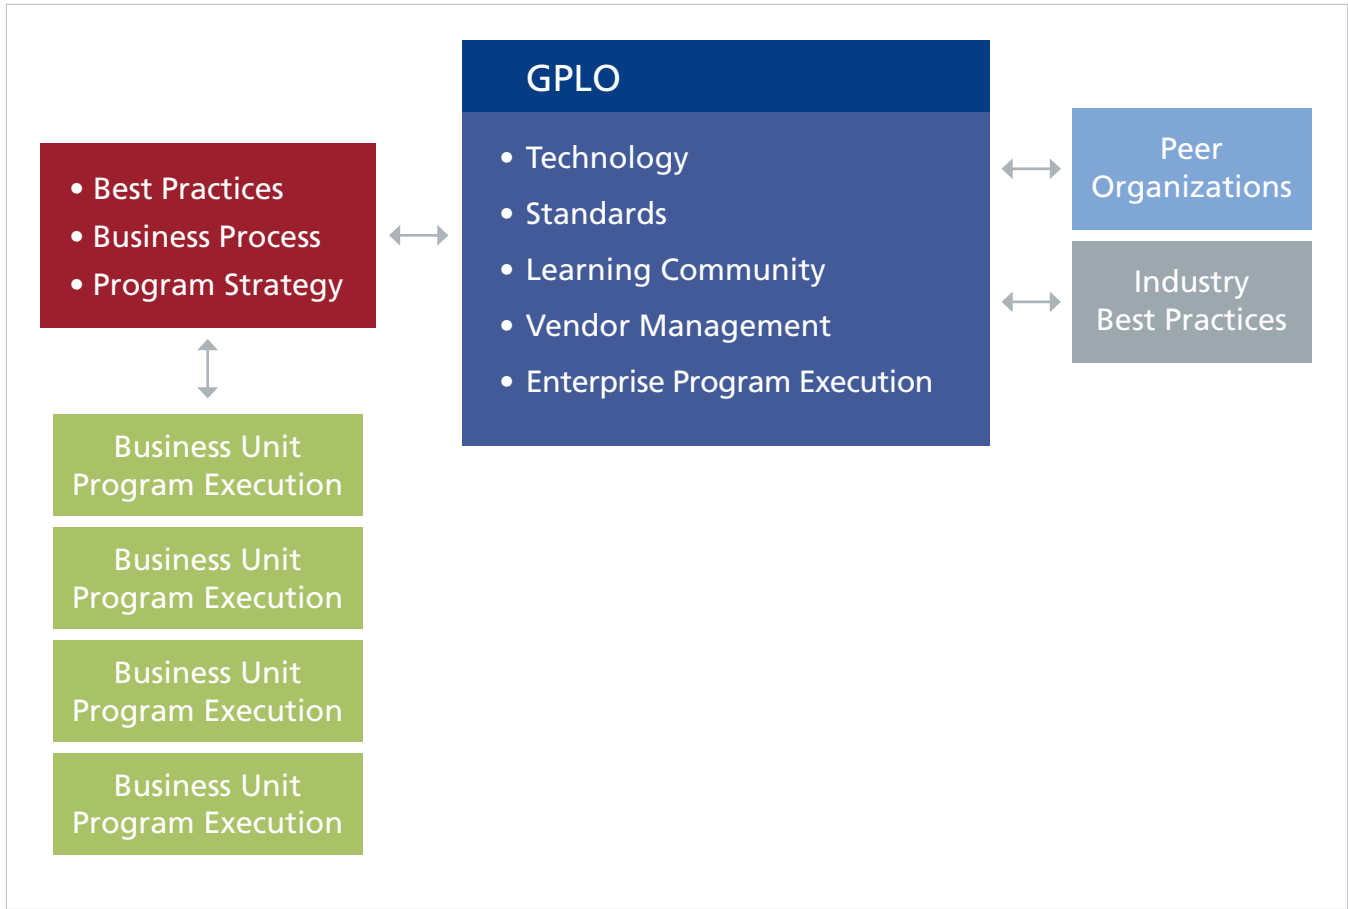 GPLO
• Technology
• Standards
• Learning Community
• Vendor Management
• Enterprise Program Execution
• Best Practices
• Business Process
• Program Strategy
Peer
Organizations
Industry
Best Practices
Business Unit
Program Execution
Business Unit
Program Execution
Business Unit
Program Execution
Business Unit
Program Execution